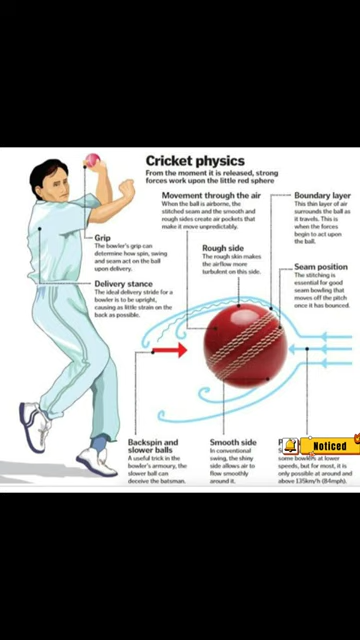 Cricket physics
From the moment it is released, strong
forces work upon the little red sphere
Movement through the air
When the ball is airborne, the
stitched seam and the smooth and
rough sides create air pockets that
make it move unpredictably.
Boundary layer
This thin layer of air
surrounds the ball as
it travels. This is
when the forces
begin to act upon
the ball.
Grip
The bowler's grip can
determine how spin, swing
and seam act on the ball
upon delivery.
Rough side
The rough skin makes
the airflow more
turbulent on this side.
Seam position
The stitching is
essential for good
seam bowling that
moves off the pitch
once it has bounced.
Delivery stance
The ideal delivery stride for a
bowler is to be upright,
causing as little strain on the
back as possible.
Backspin and
slower balls
A useful trick in the
bowler's armoury, the
slower ball can
deceive the batsman.
Smooth side
In conventional
swing, the shiny
side allows air to
flow smoothly
around it.
some bowlers at lower
speeds, but for most, it is
only possible at around and
above 135km/h (84mph).
Noticed